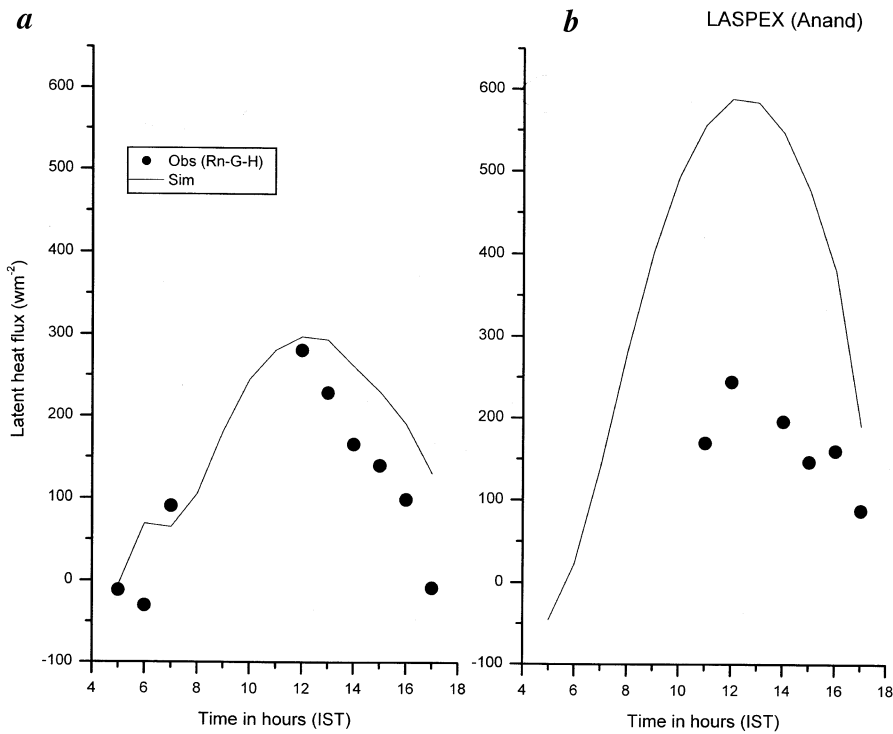 a
b
LASPEX (Anand)
600
500
400
300
200
100
0
-100
Latent heat flux (wm-2)
Obs (Rn-G-H)
Sim
4 6 8 10 12 14 16 18
Time in hours (IST)
600
500
400
300
200
100
0
-100
4 6 8 10 12 14 16 18
Time in hours (IST)